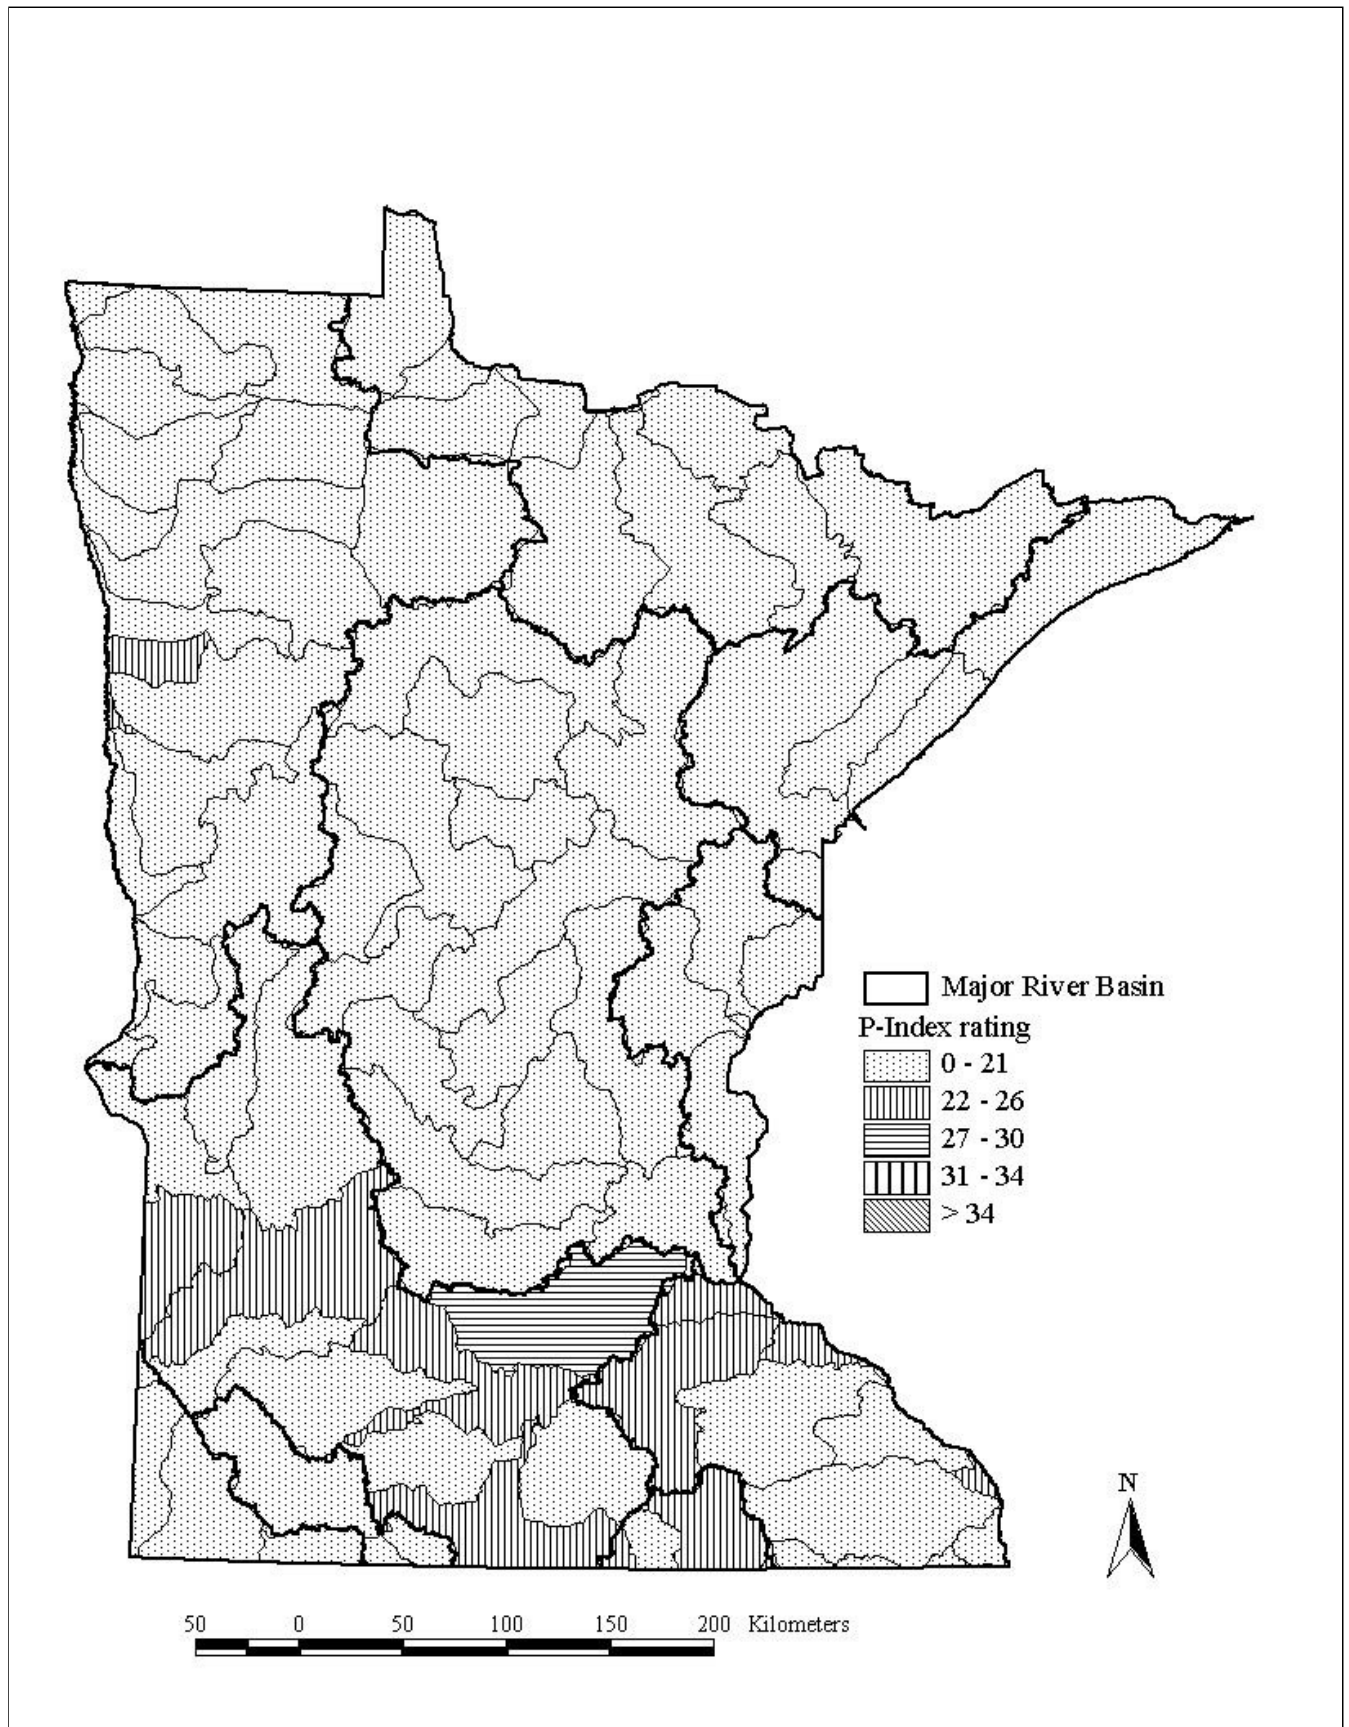 Major River Basin
P-Index rating
0 - 21
22 - 26
27 - 30
31 - 34
> 34
N
50 0 50 100 150 200 Kilometers